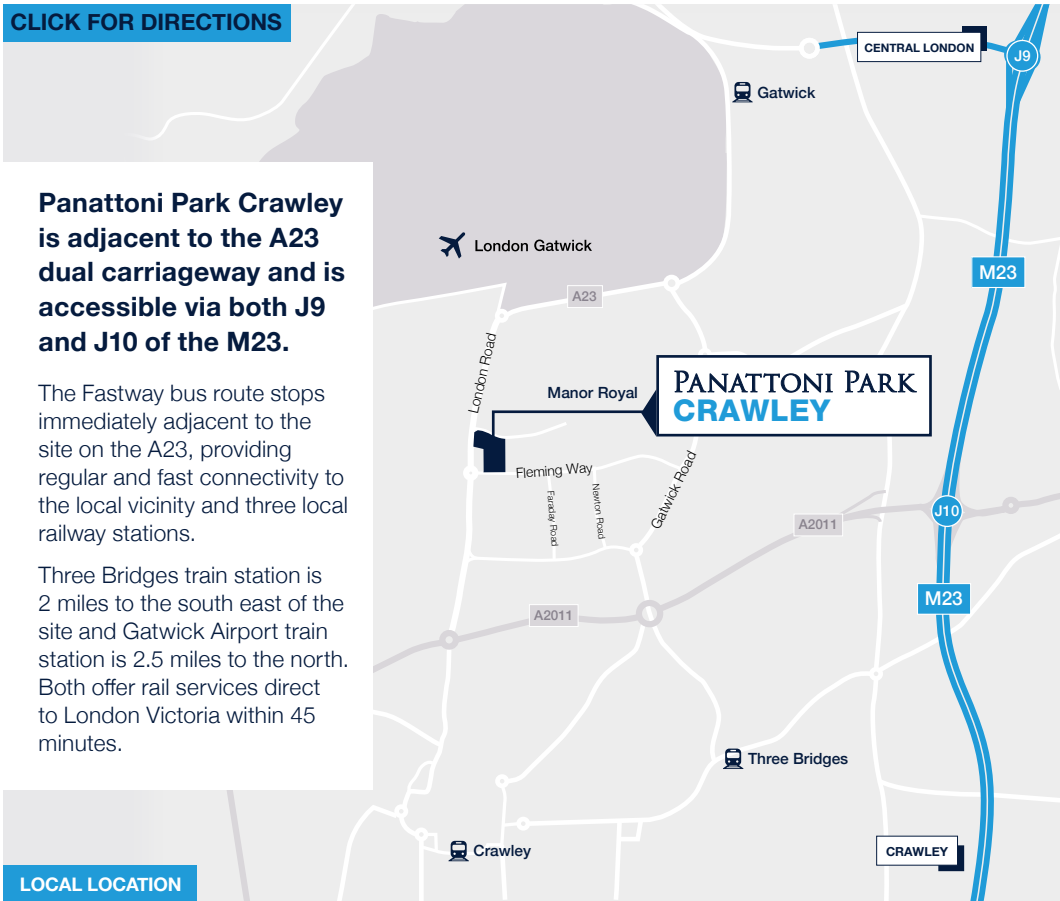 CLICK FOR DIRECTIONS
CENTRAL LONDON
J9
Gatwick
Panattoni Park Crawley
is adjacent to the A23
dual carriageway and is
accessible via both J9
and J10 of the M23.
London Gatwick
M23
A23
London Road
Manor Royal
PANATTONI PARK
CRAWLEY
The Fastway bus route stops
immediately adjacent to the
site on the A23, providing
regular and fast connectivity to
the local vicinity and three local
railway stations.
Fleming Way
Faraday Road
Newton Road
Gatwick Road
A2011
J10
Three Bridges train station is
2 miles to the south east of the
site and Gatwick Airport train
station is 2.5 miles to the north.
Both offer rail services direct
to London Victoria within 45
minutes.
M23
A2011
Three Bridges
Crawley
CRAWLEY
LOCAL LOCATION